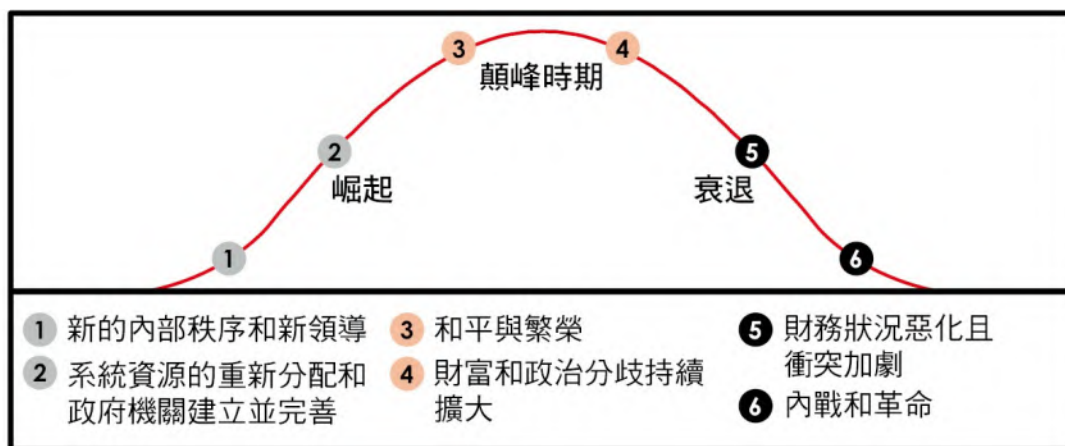 3
4
顛峰時期
2
5
崛起
衰退
1
6
1 新的內部秩序和新領導
2 系統資源的重新分配和
政府機關建立並完善
3 和平與繁榮
4 財富和政治分歧持續
擴大
5 財務狀況惡化且
衝突加劇
6 內戰和革命